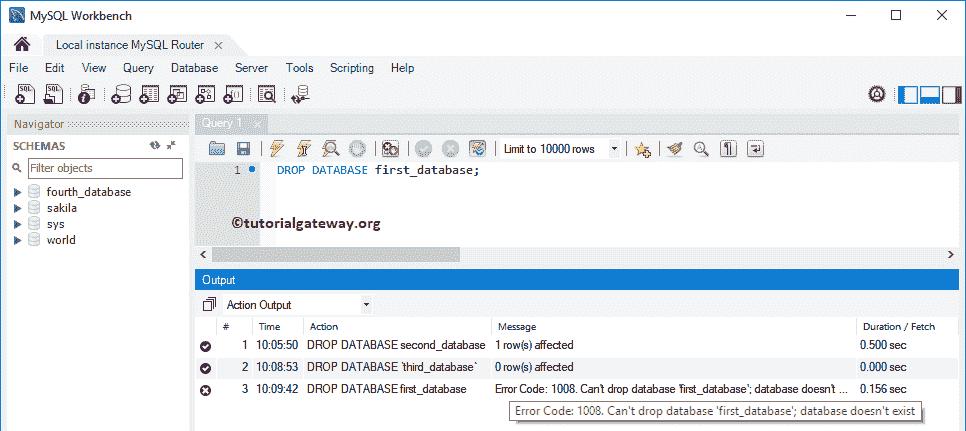 MySQL Workbench
Local instance MySQL Router
File Edit View Query Database Server Tools Scripting Help
Navigator
SCHEMAS
Filter objects
fourth_database
sakila
sys
world
Query 1
Limit to 10000 rows
1 DROP DATABASE first_database;
©tutorialgateway.org
Output
Action Output
# Time Action Message Duration / Fetch
1 10:05:50 DROP DATABASE second_database 1 row(s) affected 0.500 sec
2 10:08:53 DROP DATABASE `third_database` 0 row(s) affected 0.000 sec
3 10:09:42 DROP DATABASE first_database Error Code: 1008. Can't drop database 'first_database'; database doesn't ... 0.156 sec
Error Code: 1008. Can't drop database 'first_database'; database doesn't exist